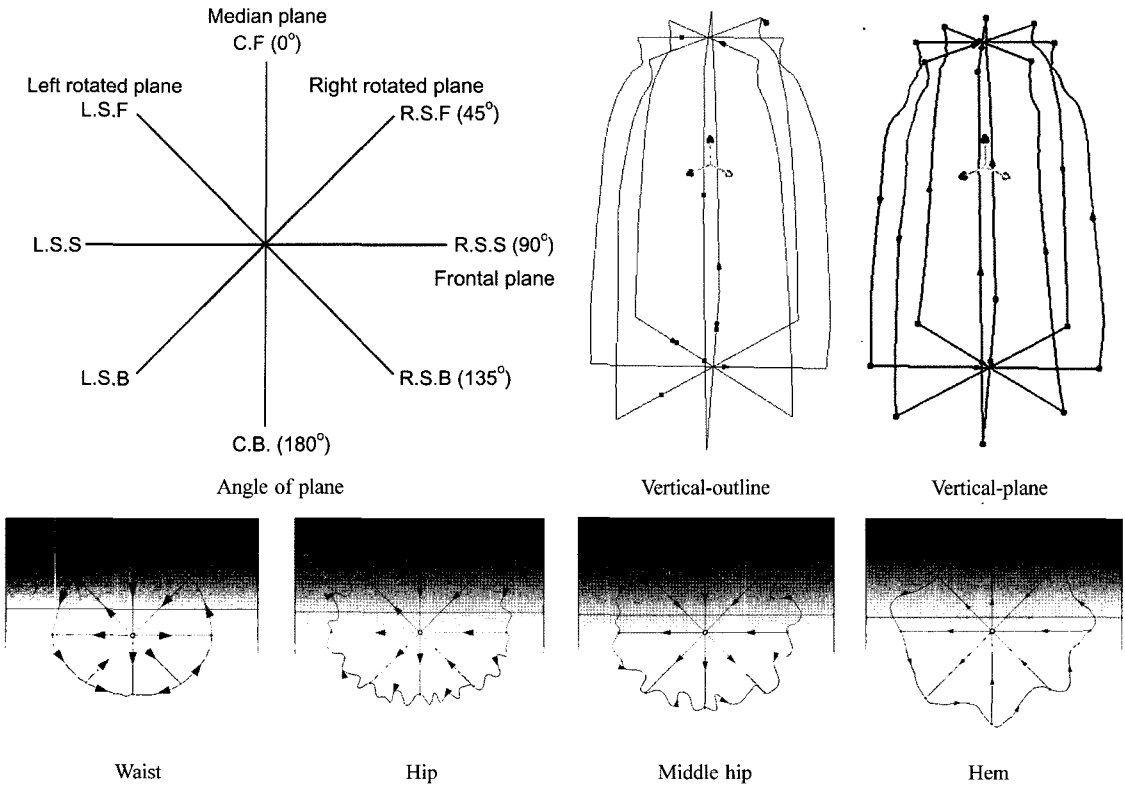 Median plane
C.F (0°)
Left rotated plane
L.S.F
Right rotated plane
R.S.F (45°)
L.S.S
R.S.S (90°)
Frontal plane
L.S.B
R.S.B (135°)
C.B. (180°)
Angle of plane
Vertical-outline
Vertical-plane
Waist
Hip
Middle hip
Hem